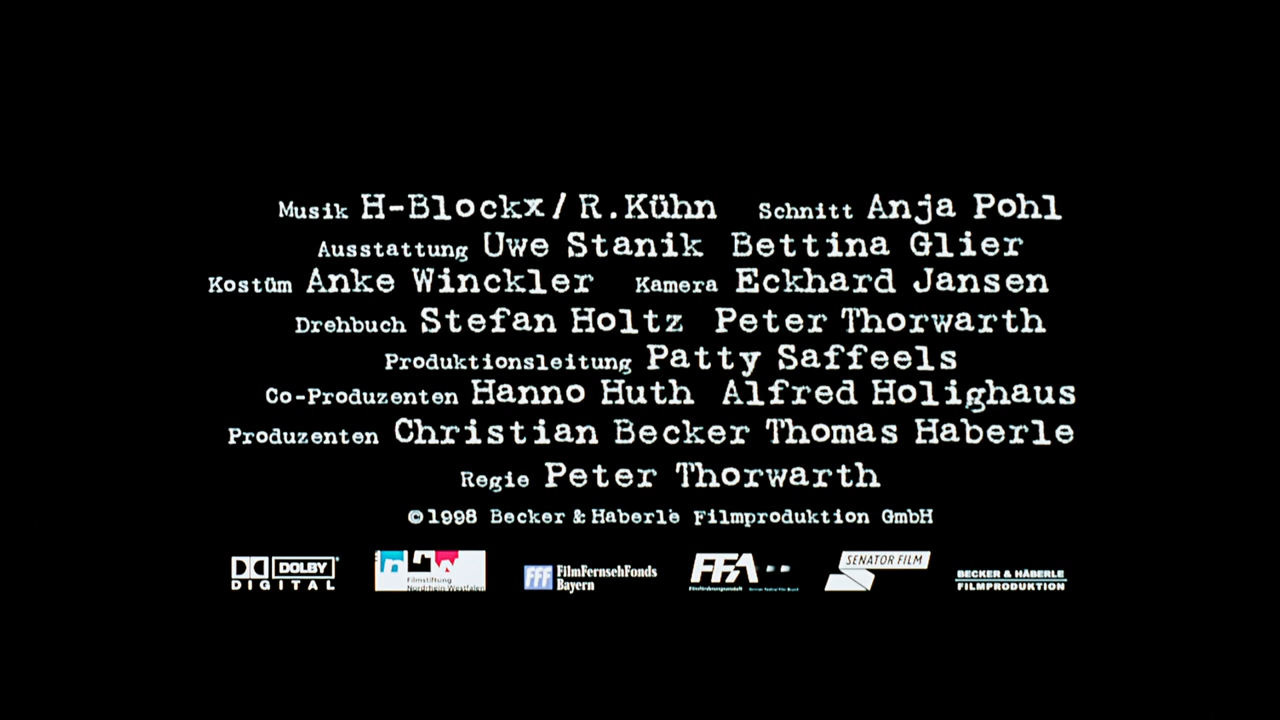 Musik H-Blockx/R.Kühn Schnitt Anja Pohl
Ausstattung Uwe Stanik Bettina Glier
Kostüm Anke Winckler Kamera Eckhard Jansen
Drehbuch Stefan Holtz Peter Thorwarth
Produktionsleitung Patty Saffeels
Co-Produzenten Hanno Huth Alfred Holighaus
Produzenten Christian Becker Thomas Haberle
Regie Peter Thorwarth
©1998 Becker & Haberle Filmproduktion GmbH
DOLBY
DIGITAL
nrw
Filmstiftung
Nordrhein-Westfalen
FFF FilmFernsehFonds
Bayern
FFA
SENATOR FILM
BECKER & HÄBERLE
FILMPRODUKTION